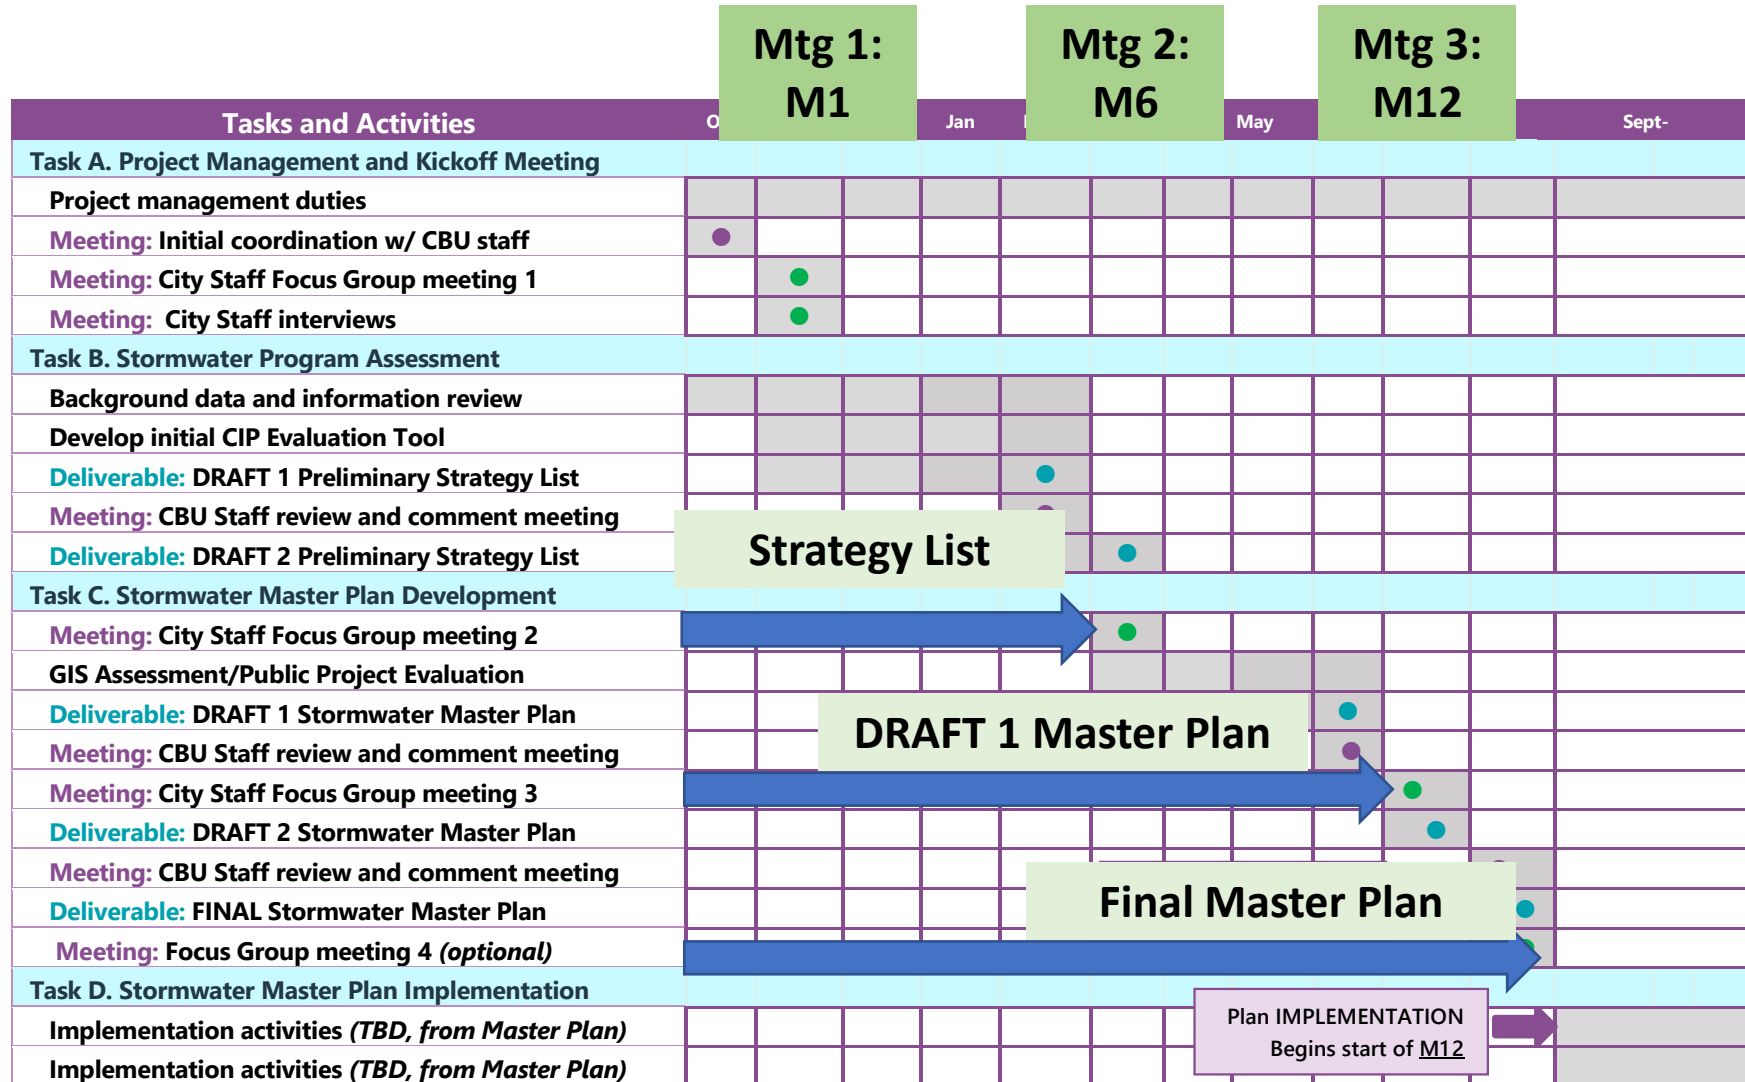 Mtg 1:
M1
Mtg 2:
M6
Mtg 3:
M12
Tasks and Activities
Jan
May
Sept-
Task A. Project Management and Kickoff Meeting
Project management duties
Meeting: Initial coordination w/ CBU staff
Meeting: City Staff Focus Group meeting 1
Meeting: City Staff interviews
Task B. Stormwater Program Assessment
Background data and information review
Develop initial CIP Evaluation Tool
Deliverable: DRAFT 1 Preliminary Strategy List
Meeting: CBU Staff review and comment meeting
Strategy List
Deliverable: DRAFT 2 Preliminary Strategy List
Task C. Stormwater Master Plan Development
Meeting: City Staff Focus Group meeting 2
GIS Assessment/Public Project Evaluation
Deliverable: DRAFT 1 Stormwater Master Plan
DRAFT 1 Master Plan
Meeting: CBU Staff review and comment meeting
Meeting: City Staff Focus Group meeting 3
Deliverable: DRAFT 2 Stormwater Master Plan
Meeting: CBU Staff review and comment meeting
Deliverable: FINAL Stormwater Master Plan
Final Master Plan
Meeting: Focus Group meeting 4 (optional)
Task D. Stormwater Master Plan Implementation
Implementation activities (TBD, from Master Plan)
Plan IMPLEMENTATION
Begins start of M12
Implementation activities (TBD, from Master Plan)